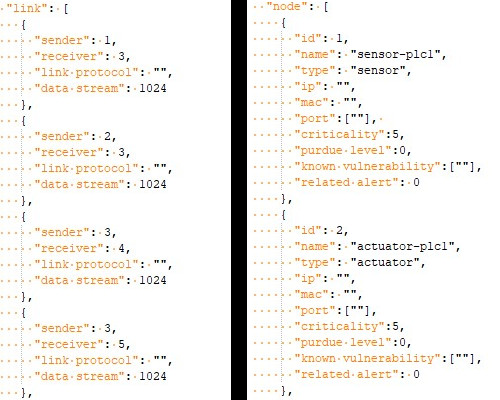 "link": [
{
"sender": 1,
"receiver": 3,
"link protocol": "",
"data stream": 1024
},
{
"sender": 2,
"receiver": 3,
"link protocol": "",
"data stream": 1024
},
{
"sender": 3,
"receiver": 4,
"link protocol": "",
"data stream": 1024
},
{
"sender": 3,
"receiver": 5,
"link protocol": "",
"data stream": 1024
},
"node": [
{
"id": 1,
"name": "sensor-plc1",
"type": "sensor",
"ip": "",
"mac": "",
"port":[""],
"criticality":5,
"purdue level":0,
"known vulnerability":[""],
"related alert": 0
},
{
"id": 2,
"name": "actuator-plc1",
"type": "actuator",
"ip": "",
"mac": "",
"port":[""],
"criticality":5,
"purdue level":0,
"known vulnerability":[""],
"related alert": 0
},